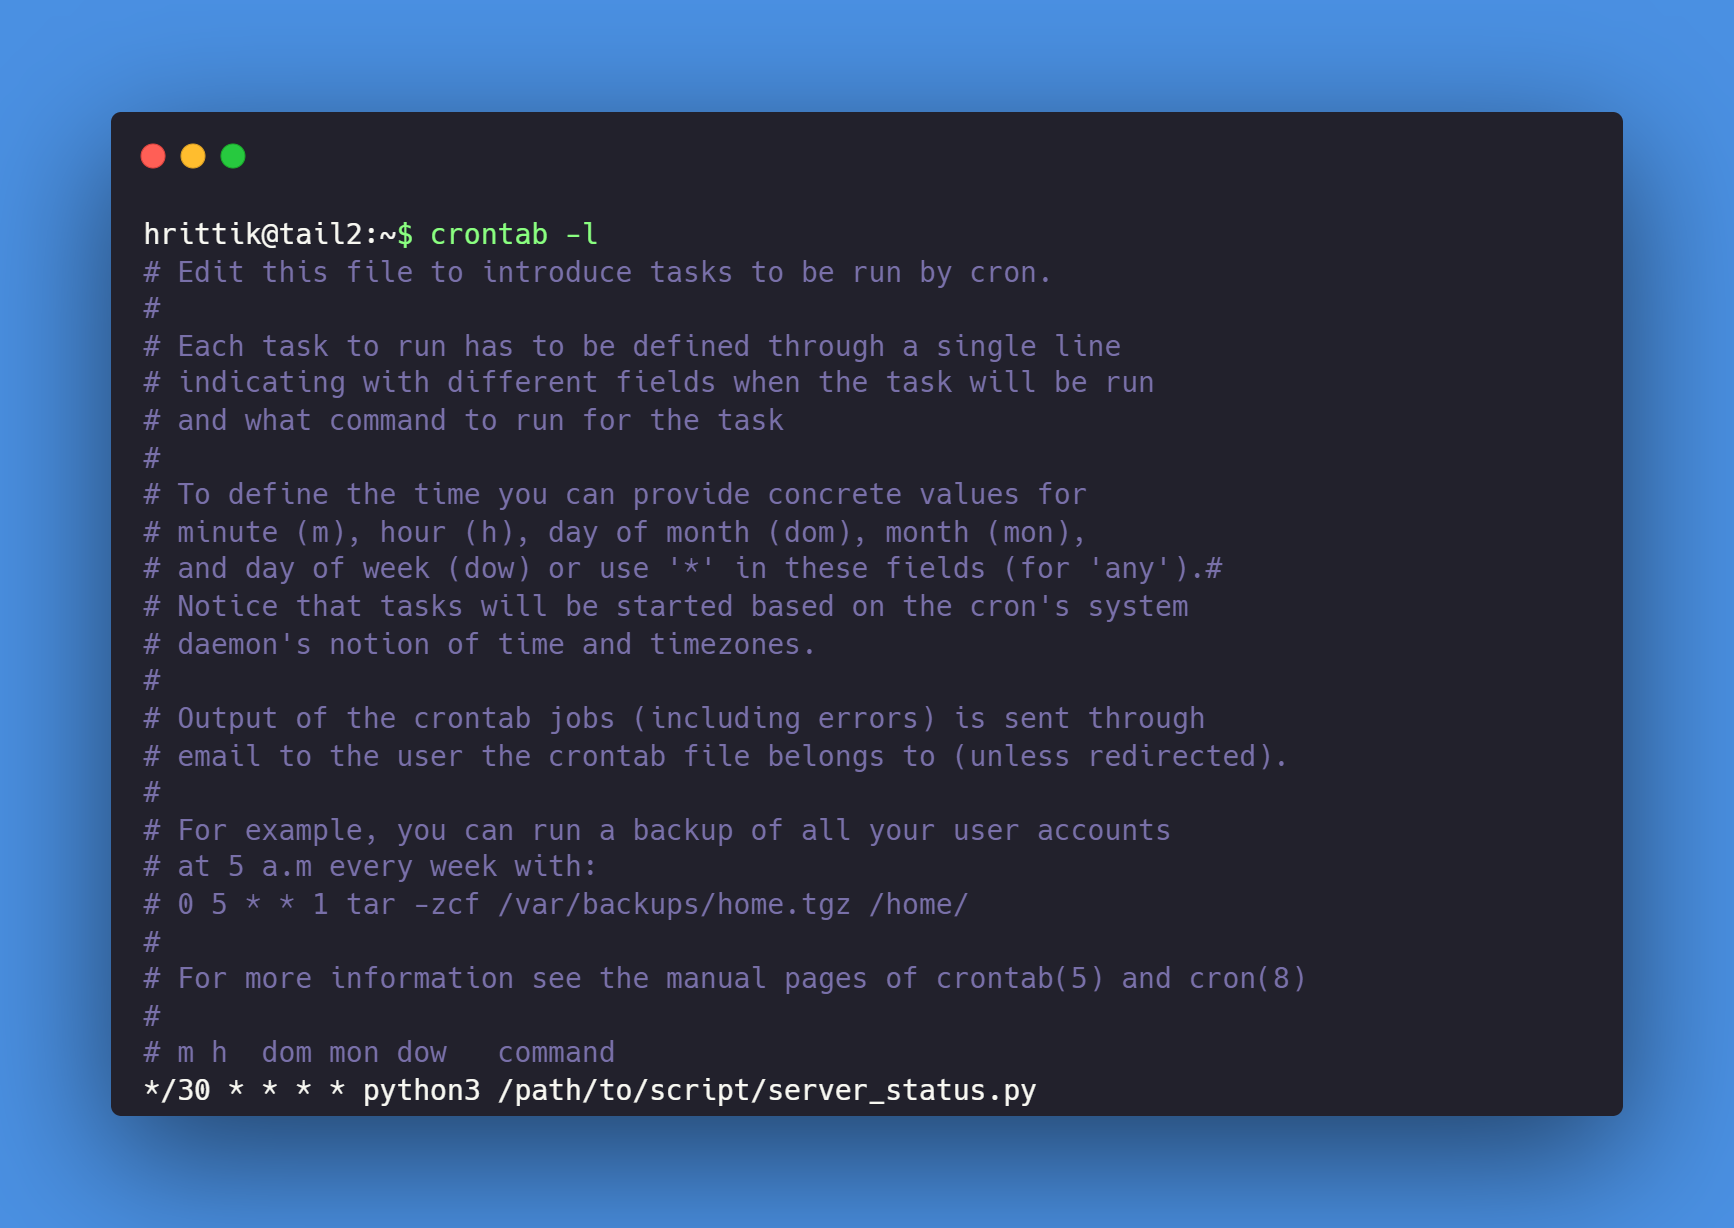 hrittik@tail2:~$ crontab -l
# Edit this file to introduce tasks to be run by cron.
#
# Each task to run has to be defined through a single line
# indicating with different fields when the task will be run
# and what command to run for the task
#
# To define the time you can provide concrete values for
# minute (m), hour (h), day of month (dom), month (mon),
# and day of week (dow) or use '*' in these fields (for 'any').#
# Notice that tasks will be started based on the cron's system
# daemon's notion of time and timezones.
#
# Output of the crontab jobs (including errors) is sent through
# email to the user the crontab file belongs to (unless redirected).
#
# For example, you can run a backup of all your user accounts
# at 5 a.m every week with:
# 0 5 * * 1 tar -zcf /var/backups/home.tgz /home/
#
# For more information see the manual pages of crontab(5) and cron(8)
#
# m h  dom mon dow   command
*/30 * * * * python3 /path/to/script/server_status.py